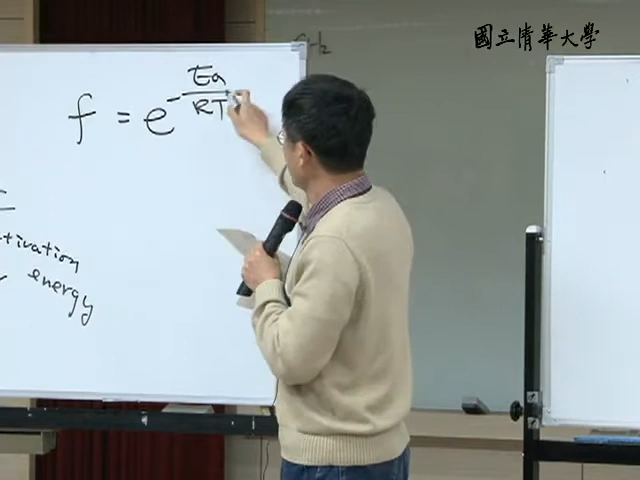 國立清華大學
f = e^-Ea/RT
tivation
energy